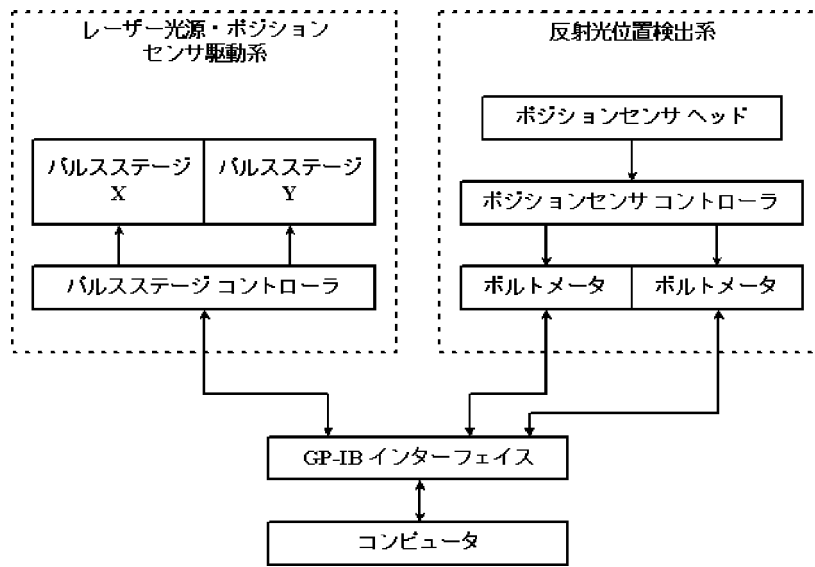 レーザー光源・ポジション
センサ駆動系
パルスステージ
X
パルスステージ
Y
パルスステージ コントローラ
反射光位置検出系
ポジションセンサ ヘッド
ポジションセンサ コントローラ
ボルトメータ
ボルトメータ
GP-IB インターフェイス
コンピュータ